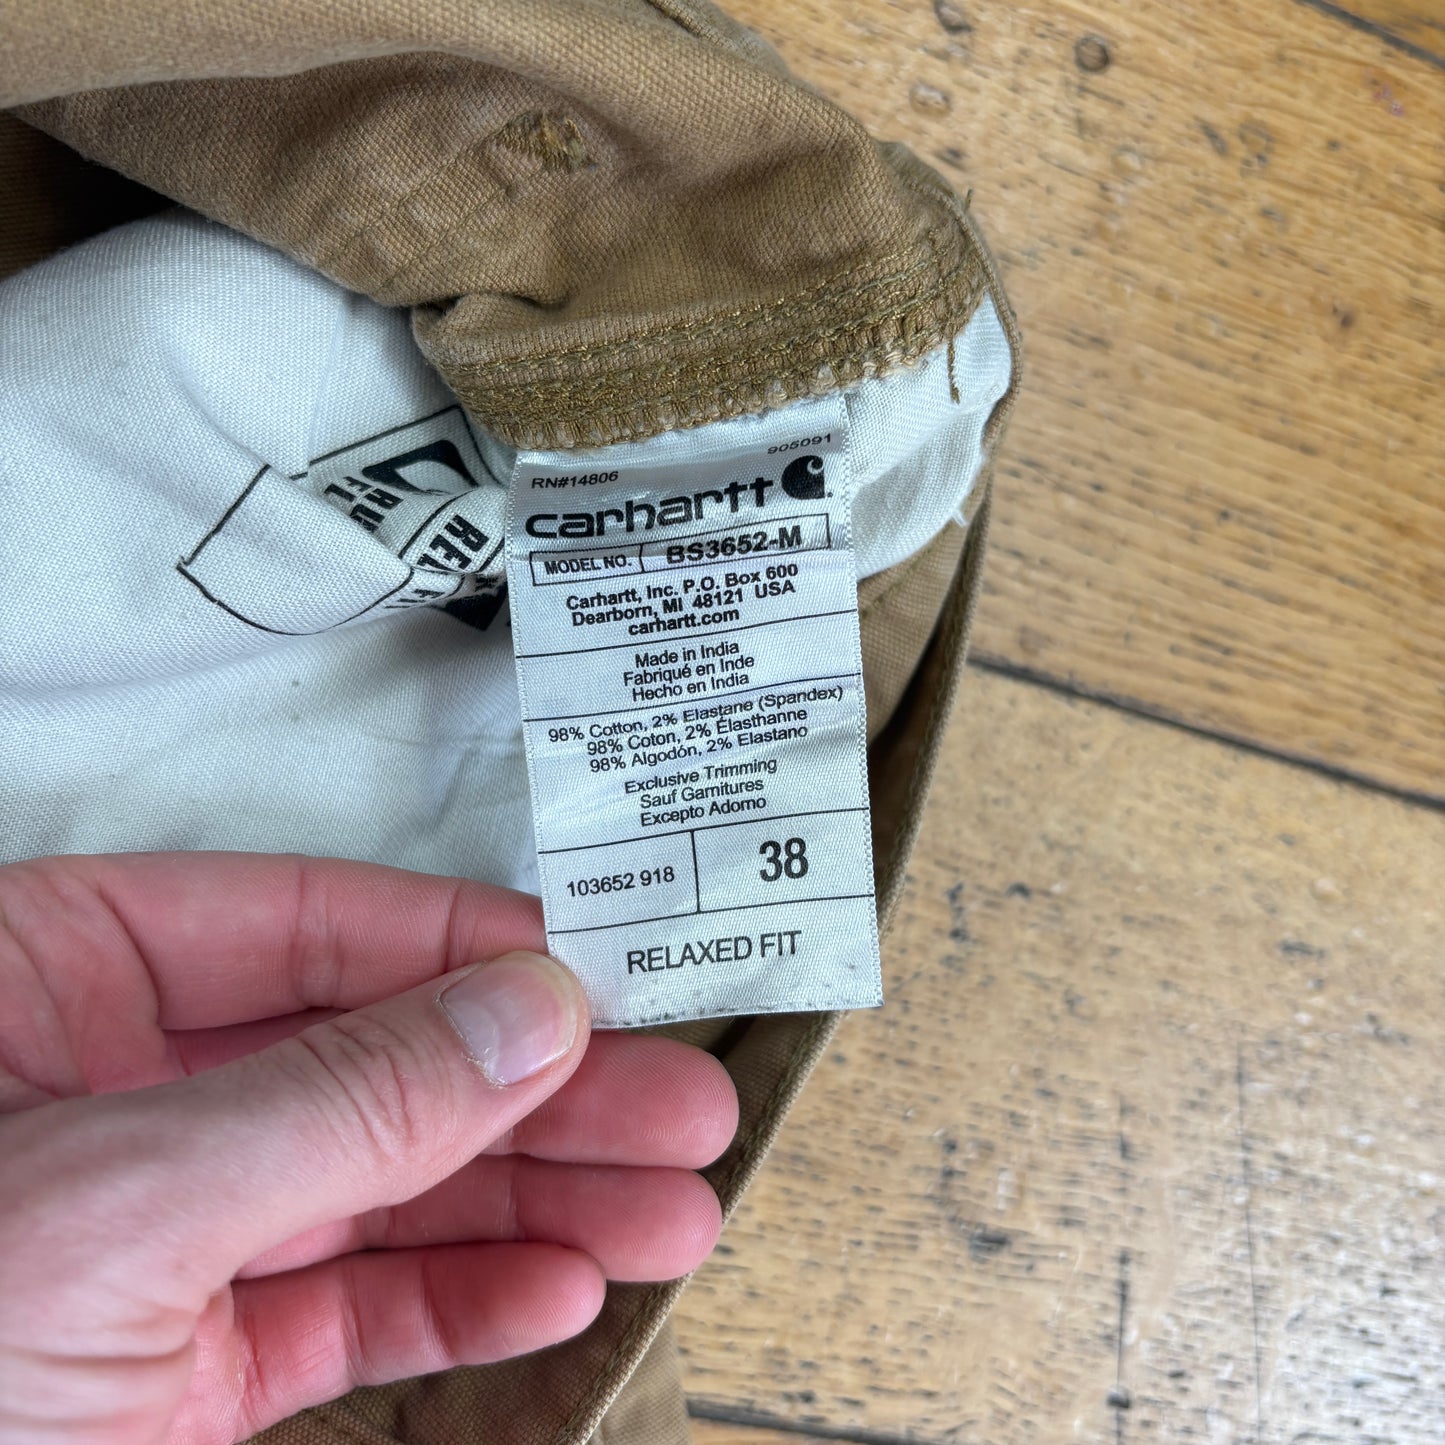 905091
RN#14806
carhartt
MODEL NO. BS3652-M
Carhartt, Inc. P.O. Box 600
Dearborn, MI 48121 USA
carhartt.com
Made in India
Fabriqué en Inde
Hecho en India
98% Cotton, 2% Elastane (Spandex)
98% Coton, 2% Élasthanne
98% Algodón, 2% Elastano
Exclusive Trimming
Sauf Garnitures
Excepto Adorno
103652 918 38
RELAXED FIT